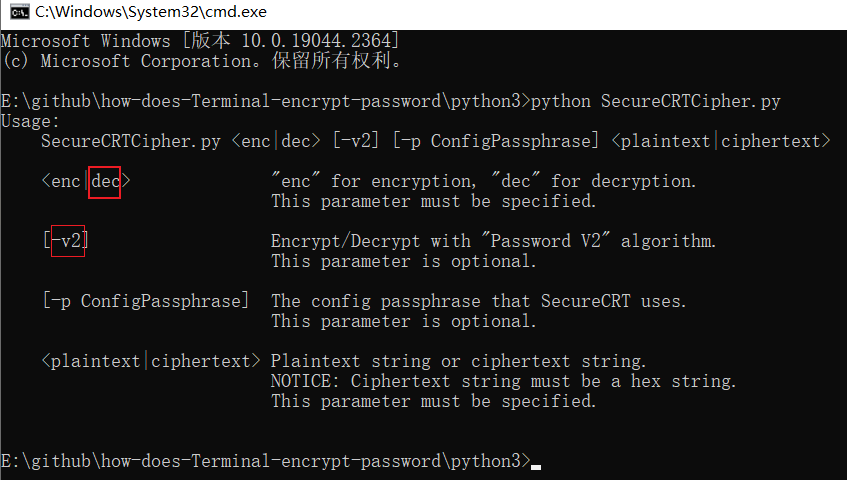 C:\Windows\System32\cmd.exe
Microsoft Windows [版本 10.0.19044.2364]
(c) Microsoft Corporation。保留所有权利。
E:\github\how-does-Terminal-encrypt-password\python3>python SecureCRTCipher.py
Usage:
SecureCRTCipher.py <enc|dec> [-v2] [-p ConfigPassphrase] <plaintext|ciphertext>
<enc|dec> "enc" for encryption, "dec" for decryption.
This parameter must be specified.
[-v2] Encrypt/Decrypt with "Password V2" algorithm.
This parameter is optional.
[-p ConfigPassphrase] The config passphrase that SecureCRT uses.
This parameter is optional.
<plaintext|ciphertext> Plaintext string or ciphertext string.
NOTICE: Ciphertext string must be a hex string.
This parameter must be specified.
E:\github\how-does-Terminal-encrypt-password\python3>